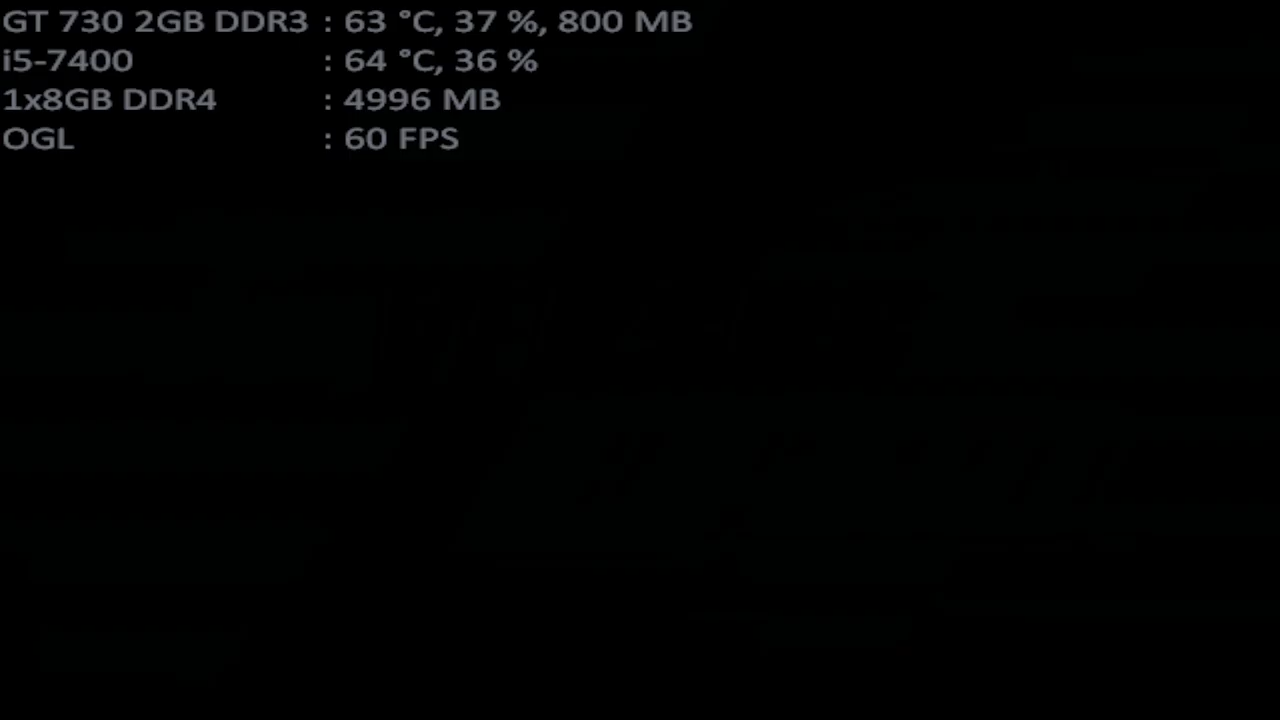 GT 730 2GB DDR3 : 63 °C, 37 %, 800 MB
i5-7400 : 64 °C, 36 %
1x8GB DDR4 : 4996 MB
OGL : 60 FPS